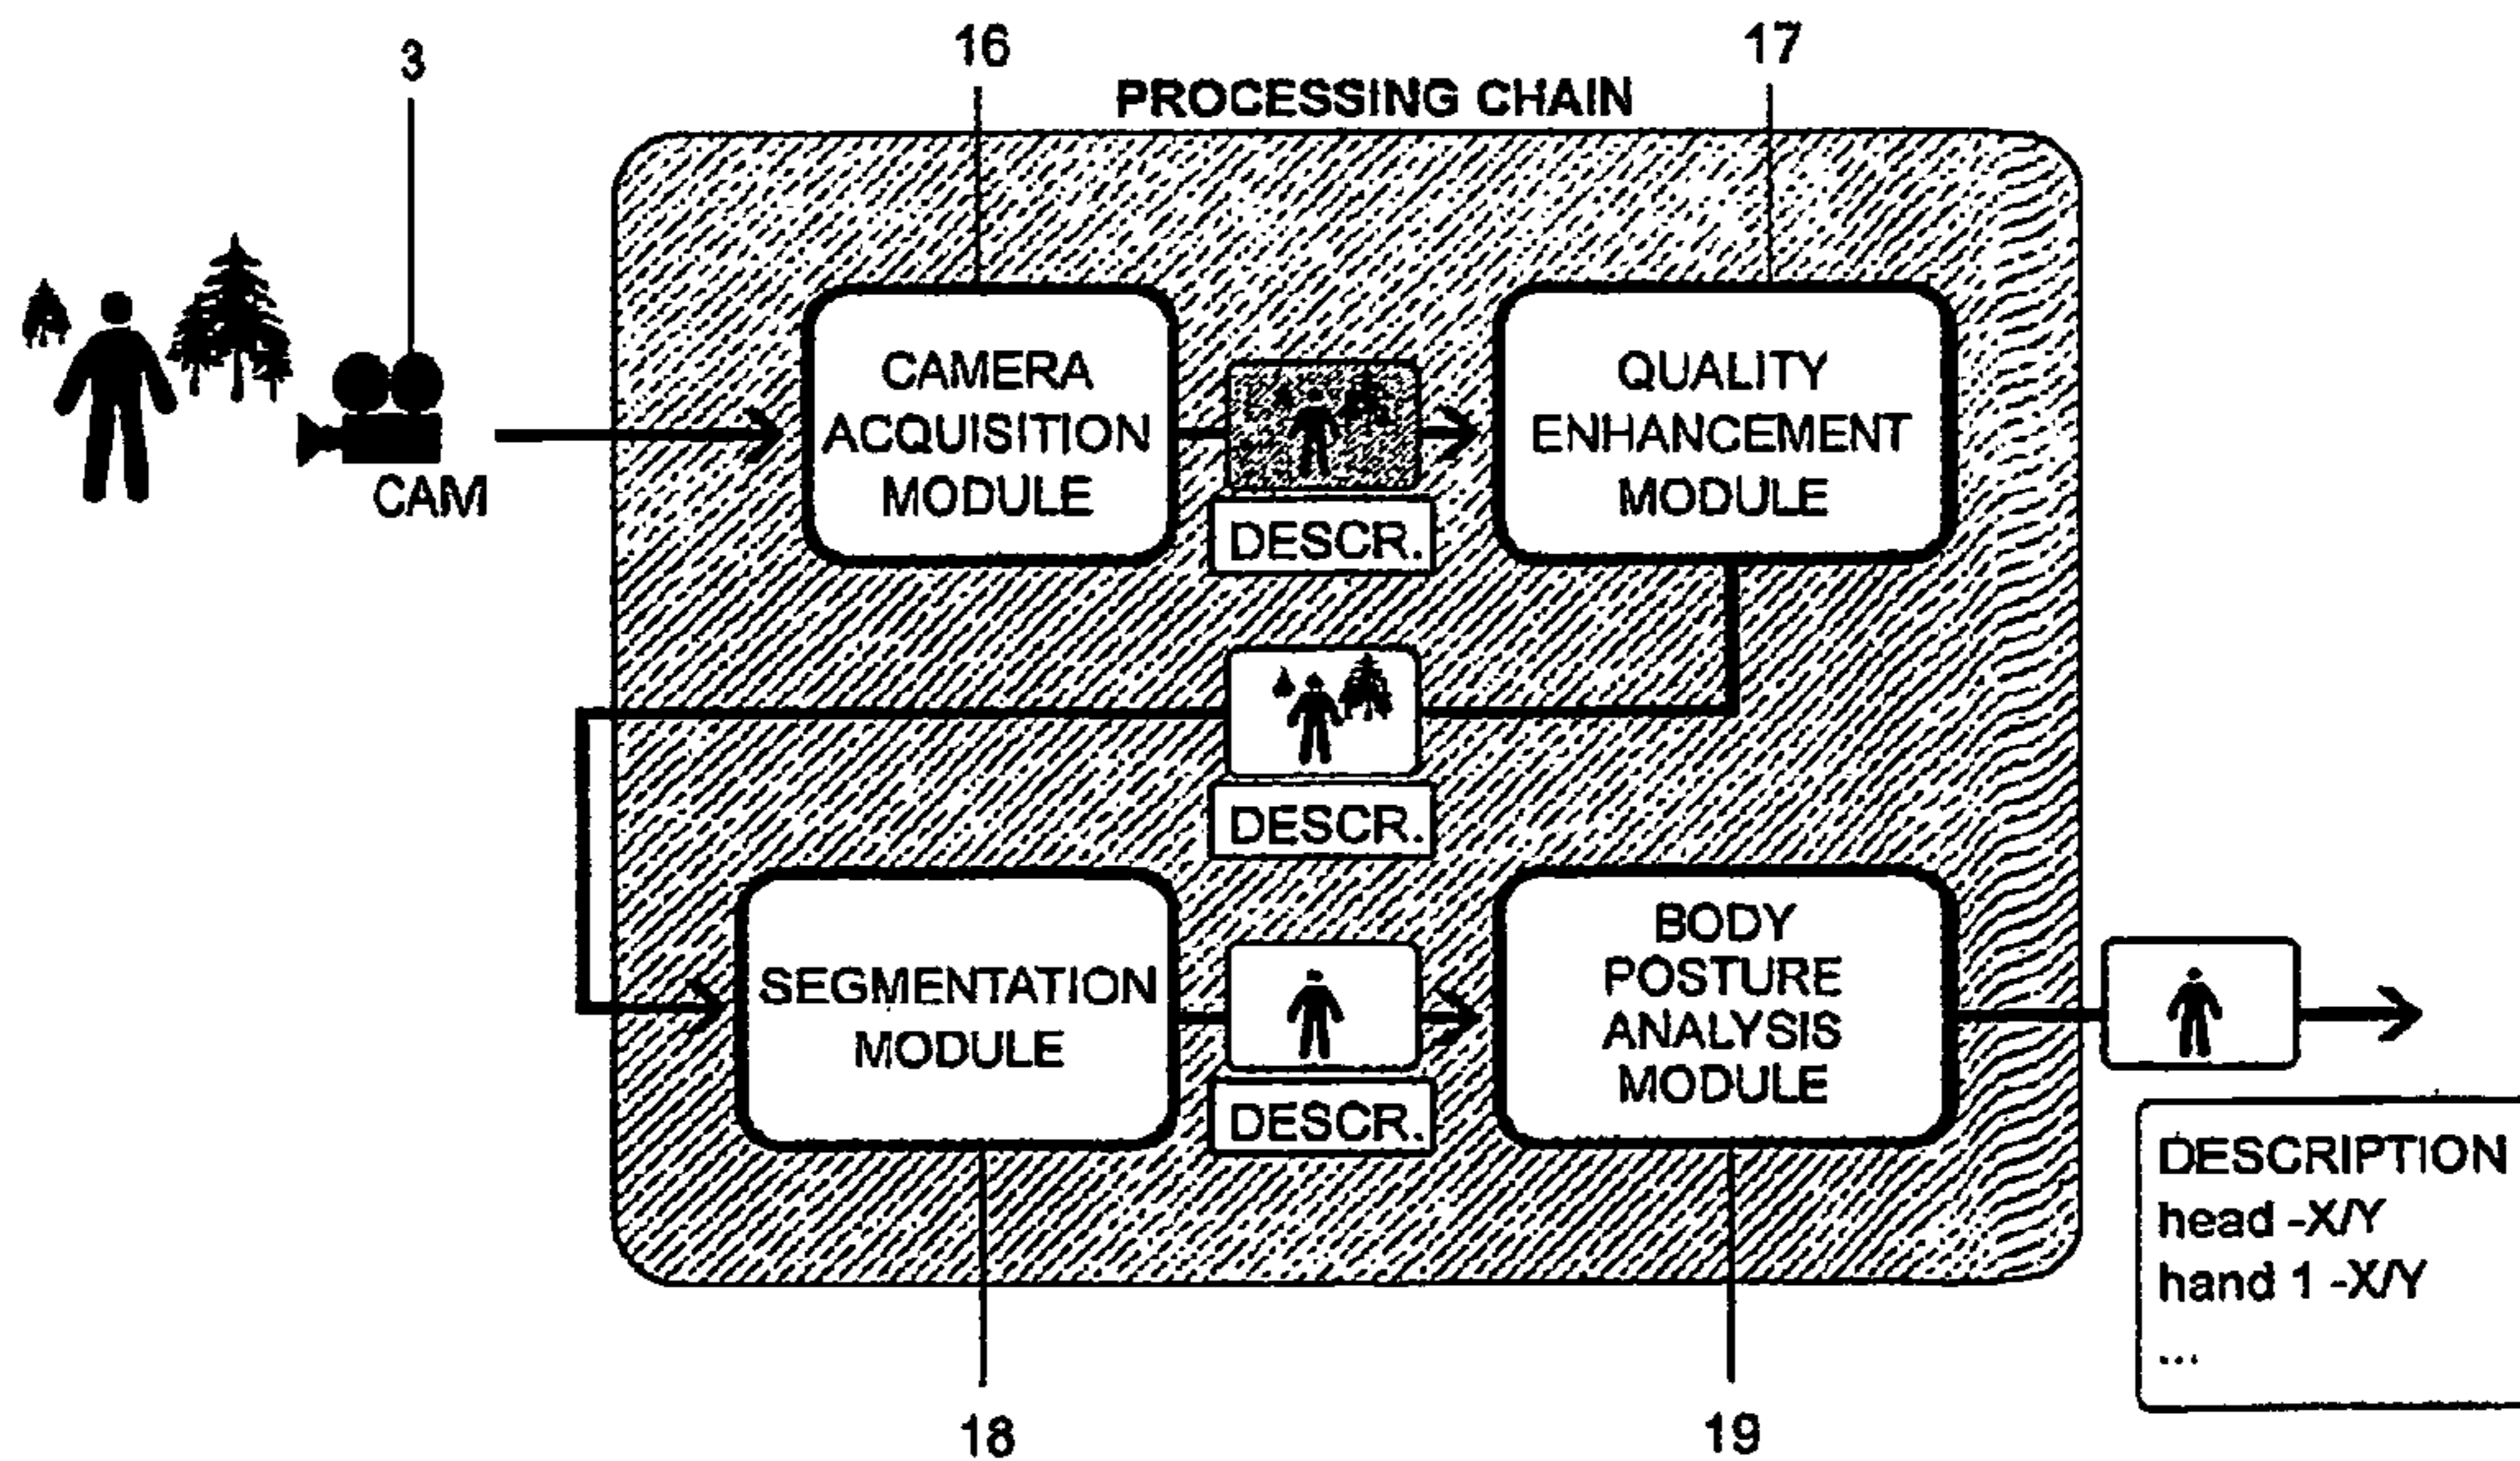 3
16
17
PROCESSING CHAIN
CAMERA
ACQUISITION
MODULE
QUALITY
ENHANCEMENT
MODULE
CAM
DESCR.
DESCR.
SEGMENTATION
MODULE
BODY
POSTURE
ANALYSIS
MODULE
DESCR.
DESCRIPTION
head -X/Y
hand 1 -X/Y
...
18
19